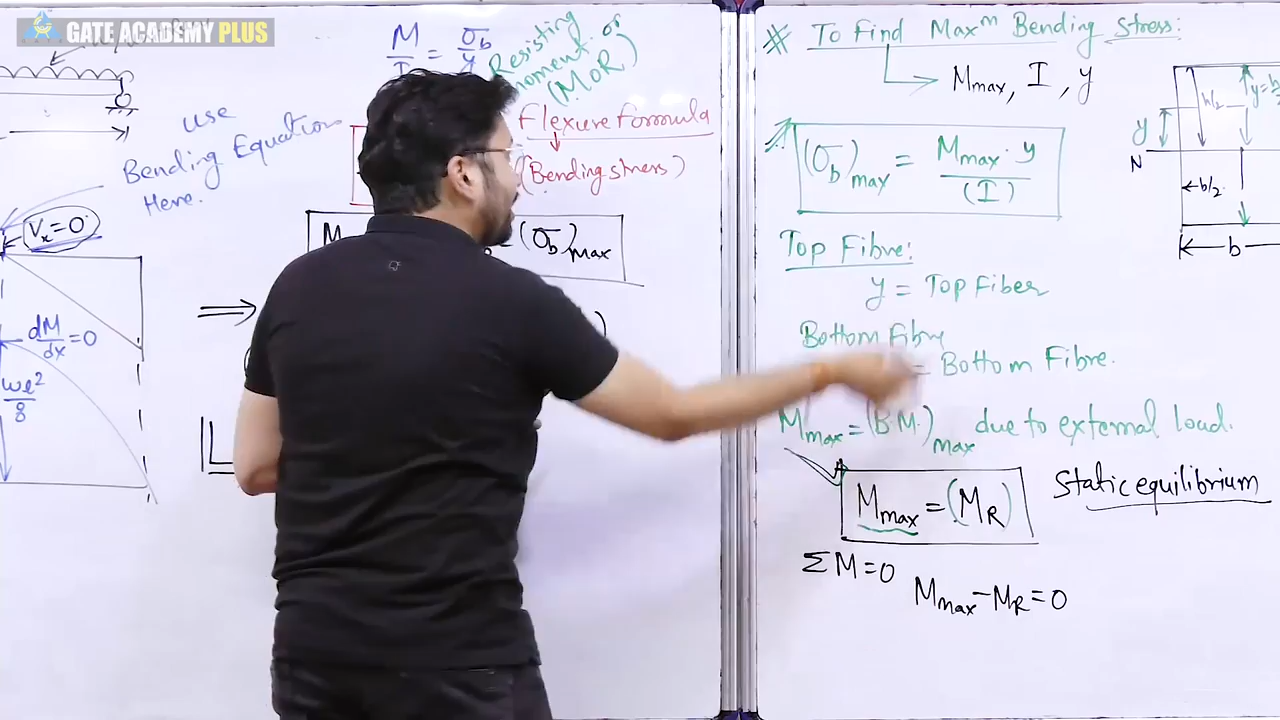 GATE ACADEMY PLUS
M/I = σb/y
Resisting
moment or
(MOR)
use
Bending Equation
Here.
Flexure formula
(Bending stress)
Vx=0
M
(σb)max
dM/dx=0
wl²/8
# To Find Maxᵐ Bending Stress:
Mmax, I, y
(σb)max = Mmax·y/(I)
Top Fibre:
y = Top Fiber
Bottom Fibre
= Bottom Fibre.
Mmax=(B.M.)max due to external load.
Mmax=(MR)
Static equilibrium
ΣM=0
Mmax-MR=0
h/2
y
N
b/2
b